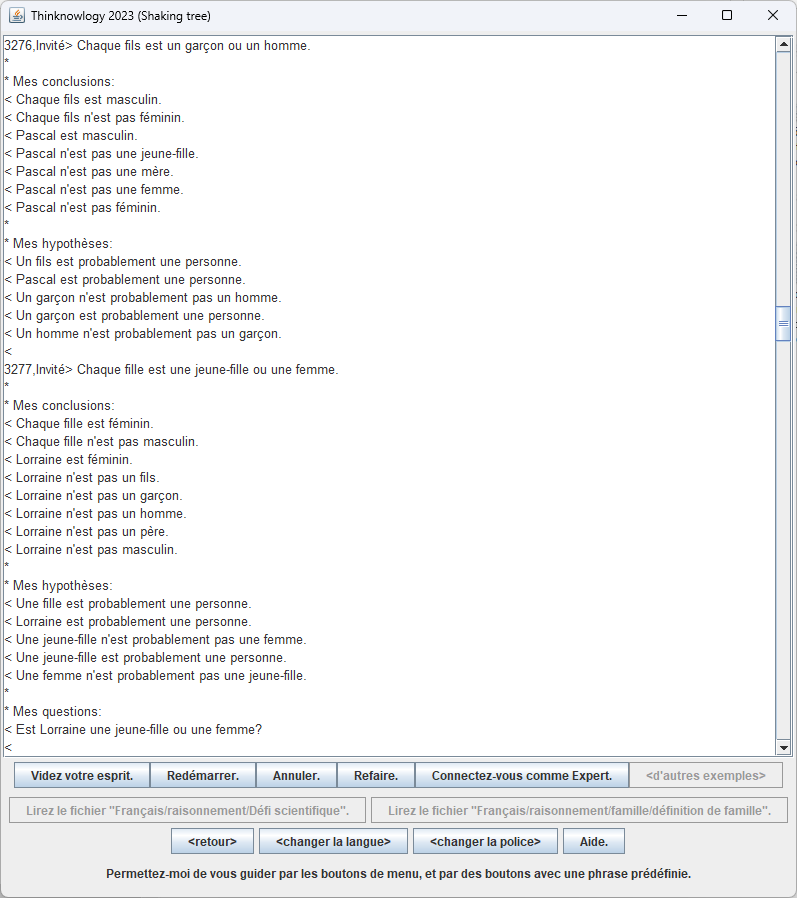 Thinknowlogy 2023 (Shaking tree)
3276,Invité> Chaque fils est un garçon ou un homme.
*
* Mes conclusions:
< Chaque fils est masculin.
< Chaque fils n'est pas féminin.
< Pascal est masculin.
< Pascal n'est pas une jeune-fille.
< Pascal n'est pas une mère.
< Pascal n'est pas une femme.
< Pascal n'est pas féminin.
*
* Mes hypothèses:
< Un fils est probablement une personne.
< Pascal est probablement une personne.
< Un garçon n'est probablement pas un homme.
< Un garçon est probablement une personne.
< Un homme n'est probablement pas un garçon.
<
3277,Invité> Chaque fille est une jeune-fille ou une femme.
*
* Mes conclusions:
< Chaque fille est féminin.
< Chaque fille n'est pas masculin.
< Lorraine est féminin.
< Lorraine n'est pas un fils.
< Lorraine n'est pas un garçon.
< Lorraine n'est pas un homme.
< Lorraine n'est pas un père.
< Lorraine n'est pas masculin.
*
* Mes hypothèses:
< Une fille est probablement une personne.
< Lorraine est probablement une personne.
< Une jeune-fille n'est probablement pas une femme.
< Une jeune-fille est probablement une personne.
< Une femme n'est probablement pas une jeune-fille.
*
* Mes questions:
< Est Lorraine une jeune-fille ou une femme?
<
Videz votre esprit. Redémarrer. Annuler. Refaire. Connectez-vous comme Expert. <d'autres exemples>
Lirez le fichier "Français/raisonnement/Défi scientifique". Lirez le fichier "Français/raisonnement/famille/définition de famille".
<retour> <changer la langue> <changer la police> Aide.
Permettez-moi de vous guider par les boutons de menu, et par des boutons avec une phrase prédéfinie.